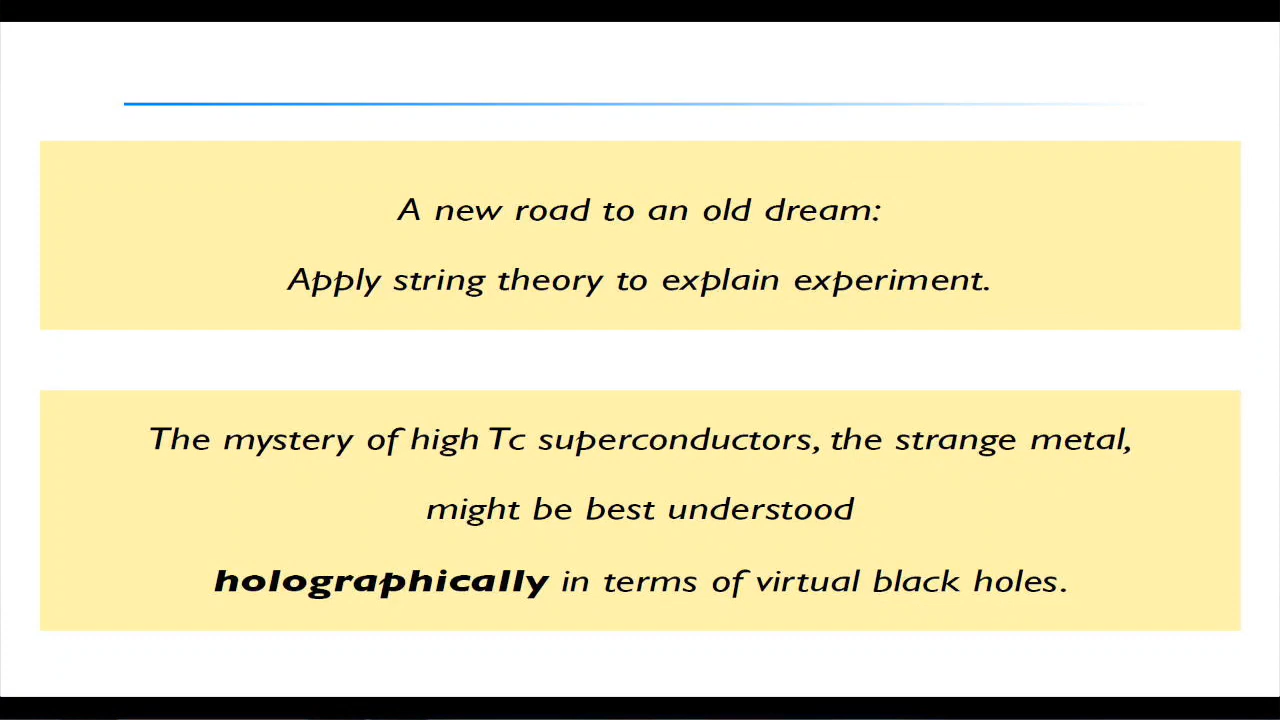 A new road to an old dream:
Apply string theory to explain experiment.
The mystery of high Tc superconductors, the strange metal,
might be best understood
holographically in terms of virtual black holes.